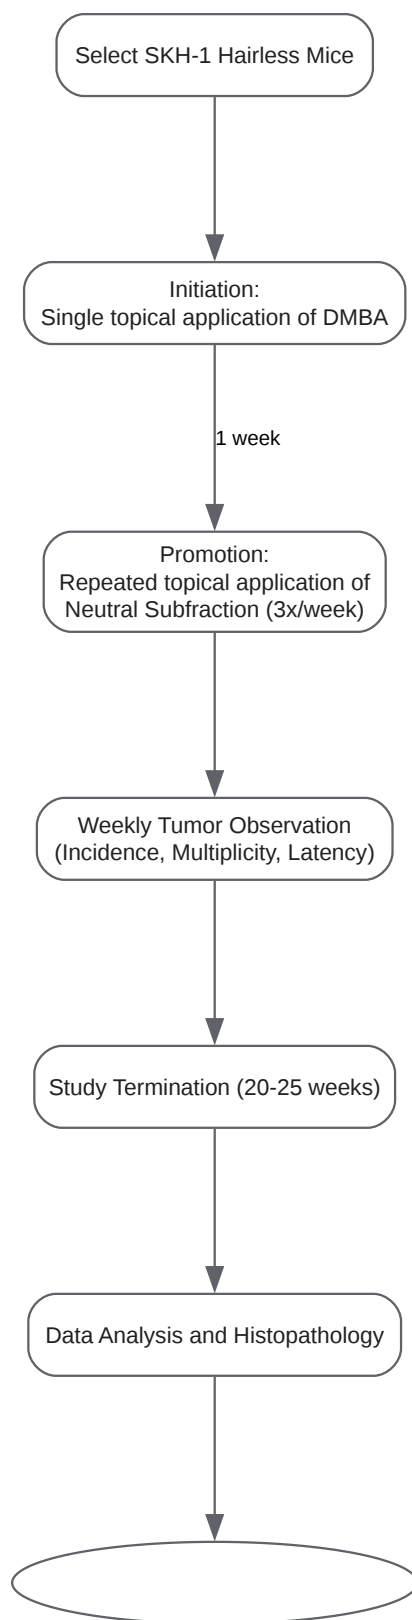 Select SKH-1 Hairless Mice
Initiation:
Single topical application of DMBA
1 week
Promotion:
Repeated topical application of
Neutral Subfraction (3x/week)
Weekly Tumor Observation
(Incidence, Multiplicity, Latency)
Study Termination (20-25 weeks)
Data Analysis and Histopathology